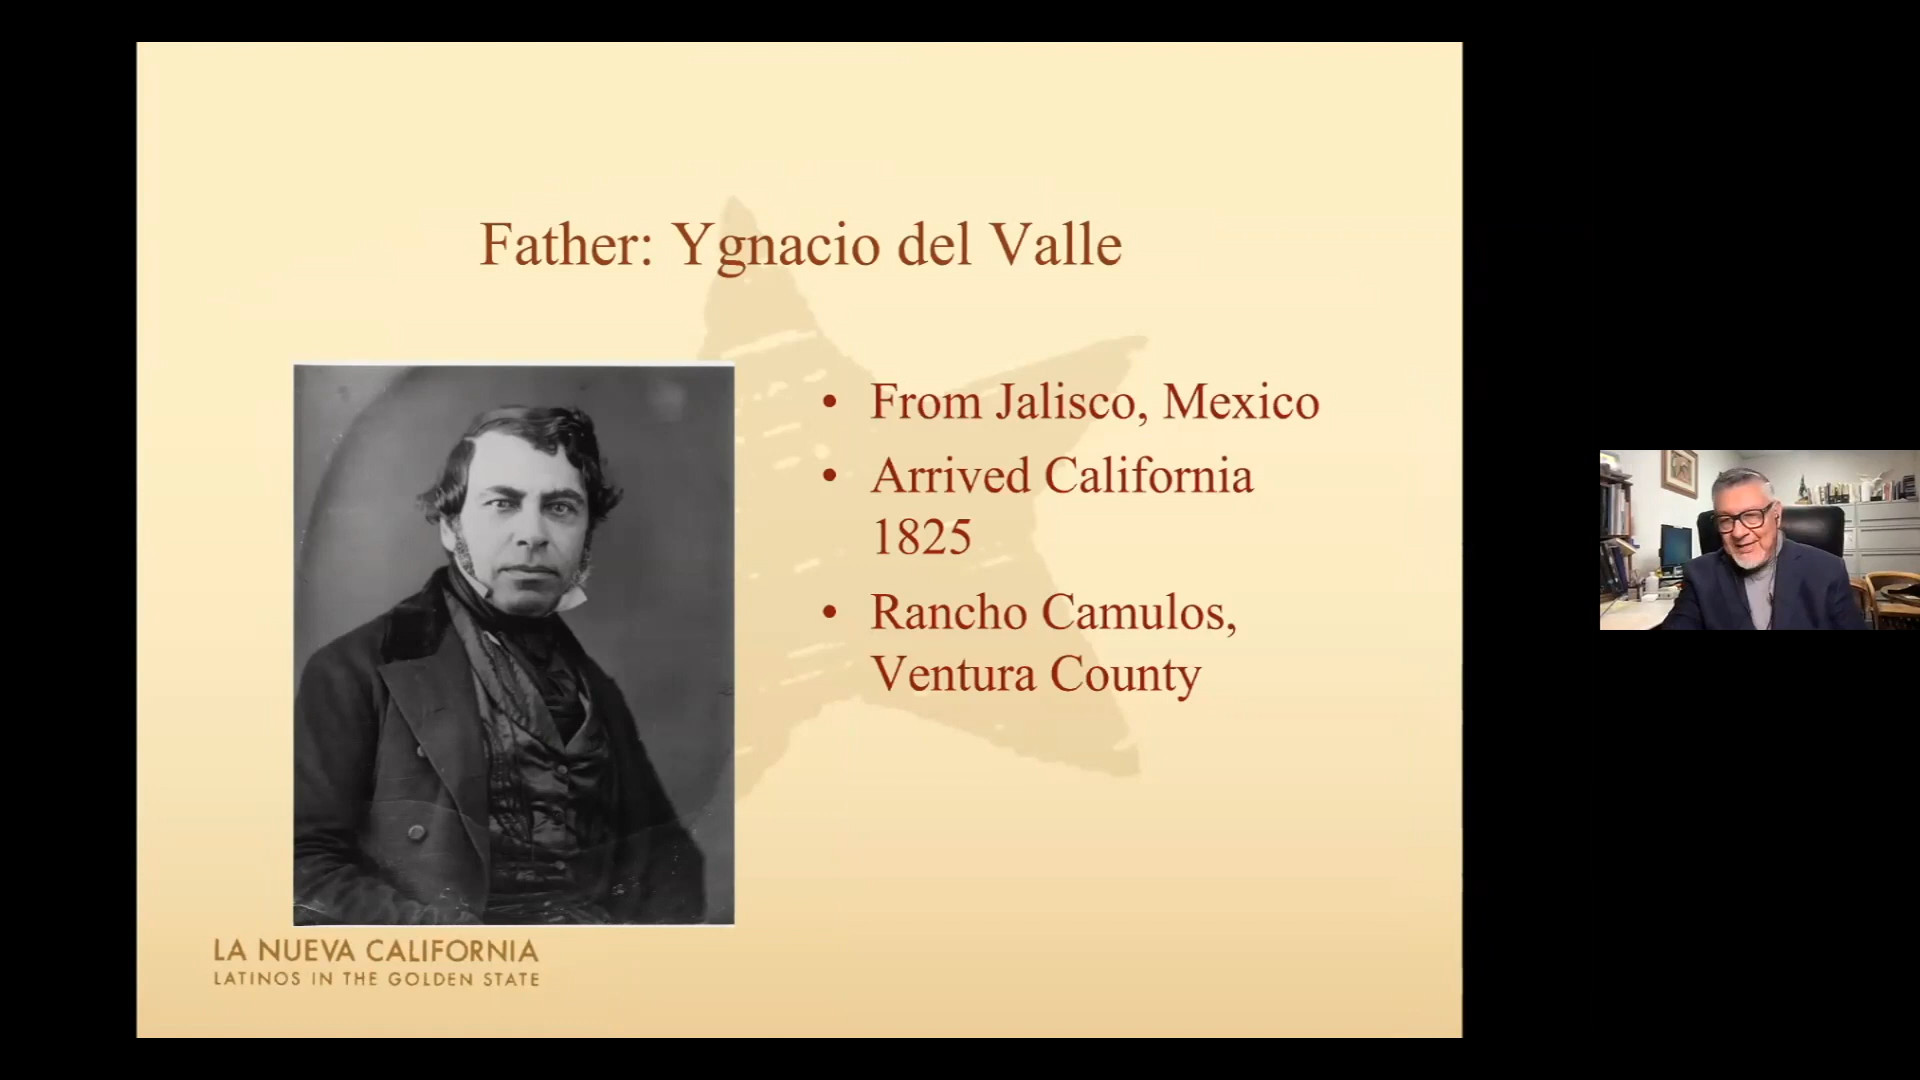 Father: Ygnacio del Valle
• From Jalisco, Mexico
• Arrived California
1825
• Rancho Camulos,
Ventura County
LA NUEVA CALIFORNIA
LATINOS IN THE GOLDEN STATE